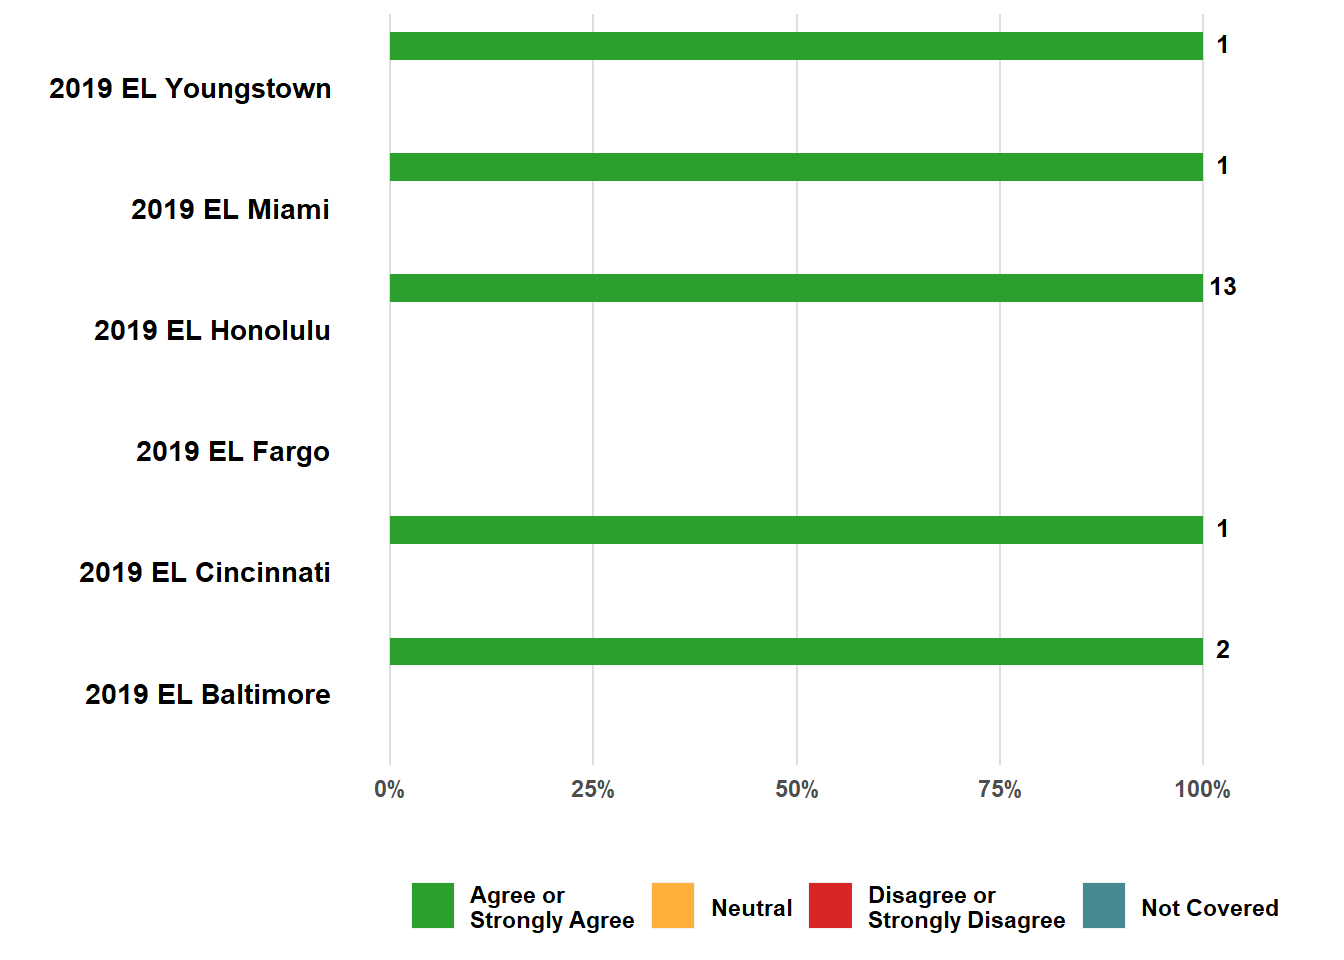 1
2019 EL Youngstown
1
2019 EL Miami
13
2019 EL Honolulu
2019 EL Fargo
1
2019 EL Cincinnati
2
2019 EL Baltimore
0% 25% 50% 75% 100%
Agree or
Strongly Agree
Neutral
Disagree or
Strongly Disagree
Not Covered